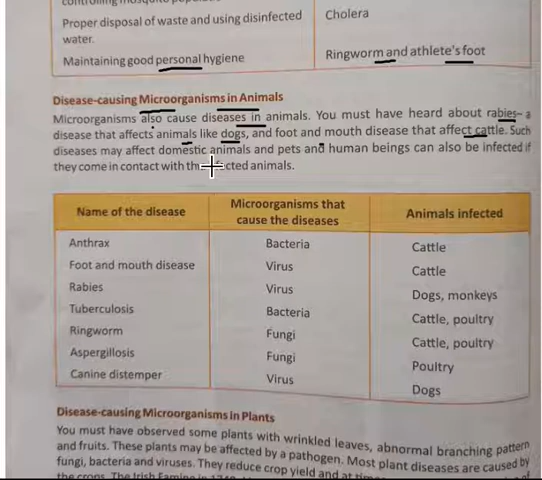 Proper disposal of waste and using disinfected
water.
Cholera
Maintaining good personal hygiene
Ringworm and athlete's foot
Disease-causing Microorganisms in Animals
Microorganisms also cause diseases in animals. You must have heard about rabies– a
disease that affects animals like dogs, and foot and mouth disease that affect cattle. Such
diseases may affect domestic animals and pets and human beings can also be infected if
they come in contact with cted animals.
Name of the disease
Microorganisms that
cause the diseases
Animals infected
Anthrax
Bacteria
Cattle
Foot and mouth disease
Virus
Cattle
Rabies
Virus
Dogs, monkeys
Tuberculosis
Bacteria
Cattle, poultry
Ringworm
Fungi
Cattle, poultry
Aspergillosis
Fungi
Poultry
Canine distemper
Virus
Dogs
Disease-causing Microorganisms in Plants
You must have observed some plants with wrinkled leaves, abnormal branching pattern
and fruits. These plants may be affected by a pathogen. Most plant diseases are caused by
fungi, bacteria and viruses. They reduce crop yield and at
the crops. The Irish Famine in